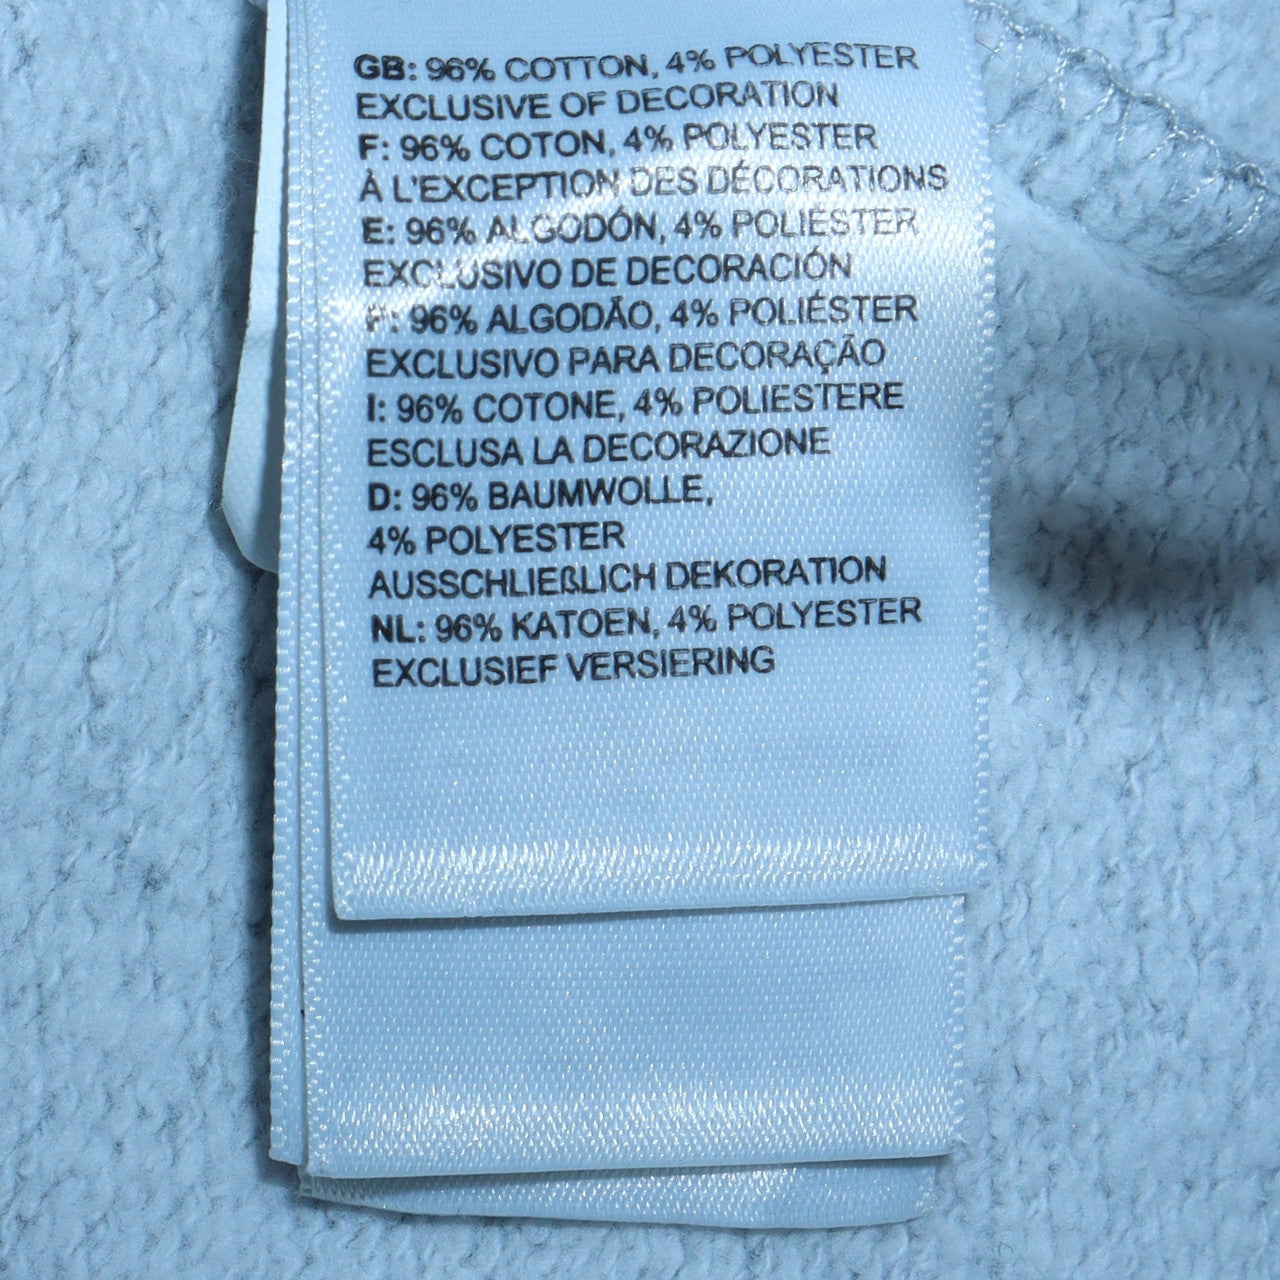 GB: 96% COTTON, 4% POLYESTER
EXCLUSIVE OF DECORATION
F: 96% COTON, 4% POLYESTER
À L'EXCEPTION DES DÉCORATIONS
E: 96% ALGODÓN, 4% POLIÉSTER
EXCLUSIVO DE DECORACIÓN
P: 96% ALGODÃO, 4% POLIÉSTER
EXCLUSIVO PARA DECORAÇÃO
I: 96% COTONE, 4% POLIESTERE
ESCLUSA LA DECORAZIONE
D: 96% BAUMWOLLE,
4% POLYESTER
AUSSCHLIEßLICH DEKORATION
NL: 96% KATOEN, 4% POLYESTER
EXCLUSIEF VERSIERING